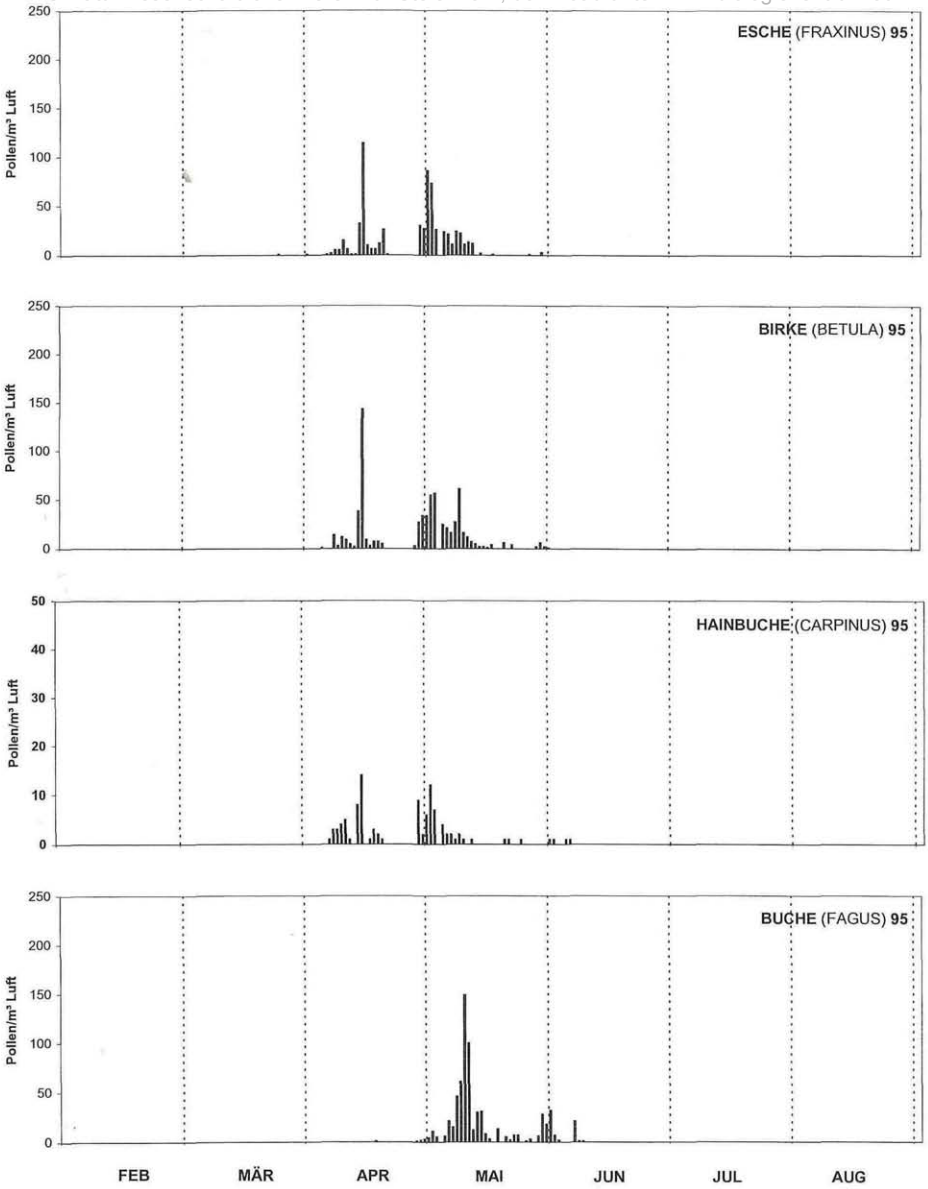 ESCHE (FRAXINUS) 95
Pollen/m³ Luft
250
200
150
100
50
0
BIRKE (BETULA) 95
Pollen/m³ Luft
250
200
150
100
50
0
HAINBUCHE (CARPINUS) 95
Pollen/m³ Luft
50
40
30
20
10
0
BUCHE (FAGUS) 95
Pollen/m³ Luft
250
200
150
100
50
0
FEB MÄR APR MAI JUN JUL AUG